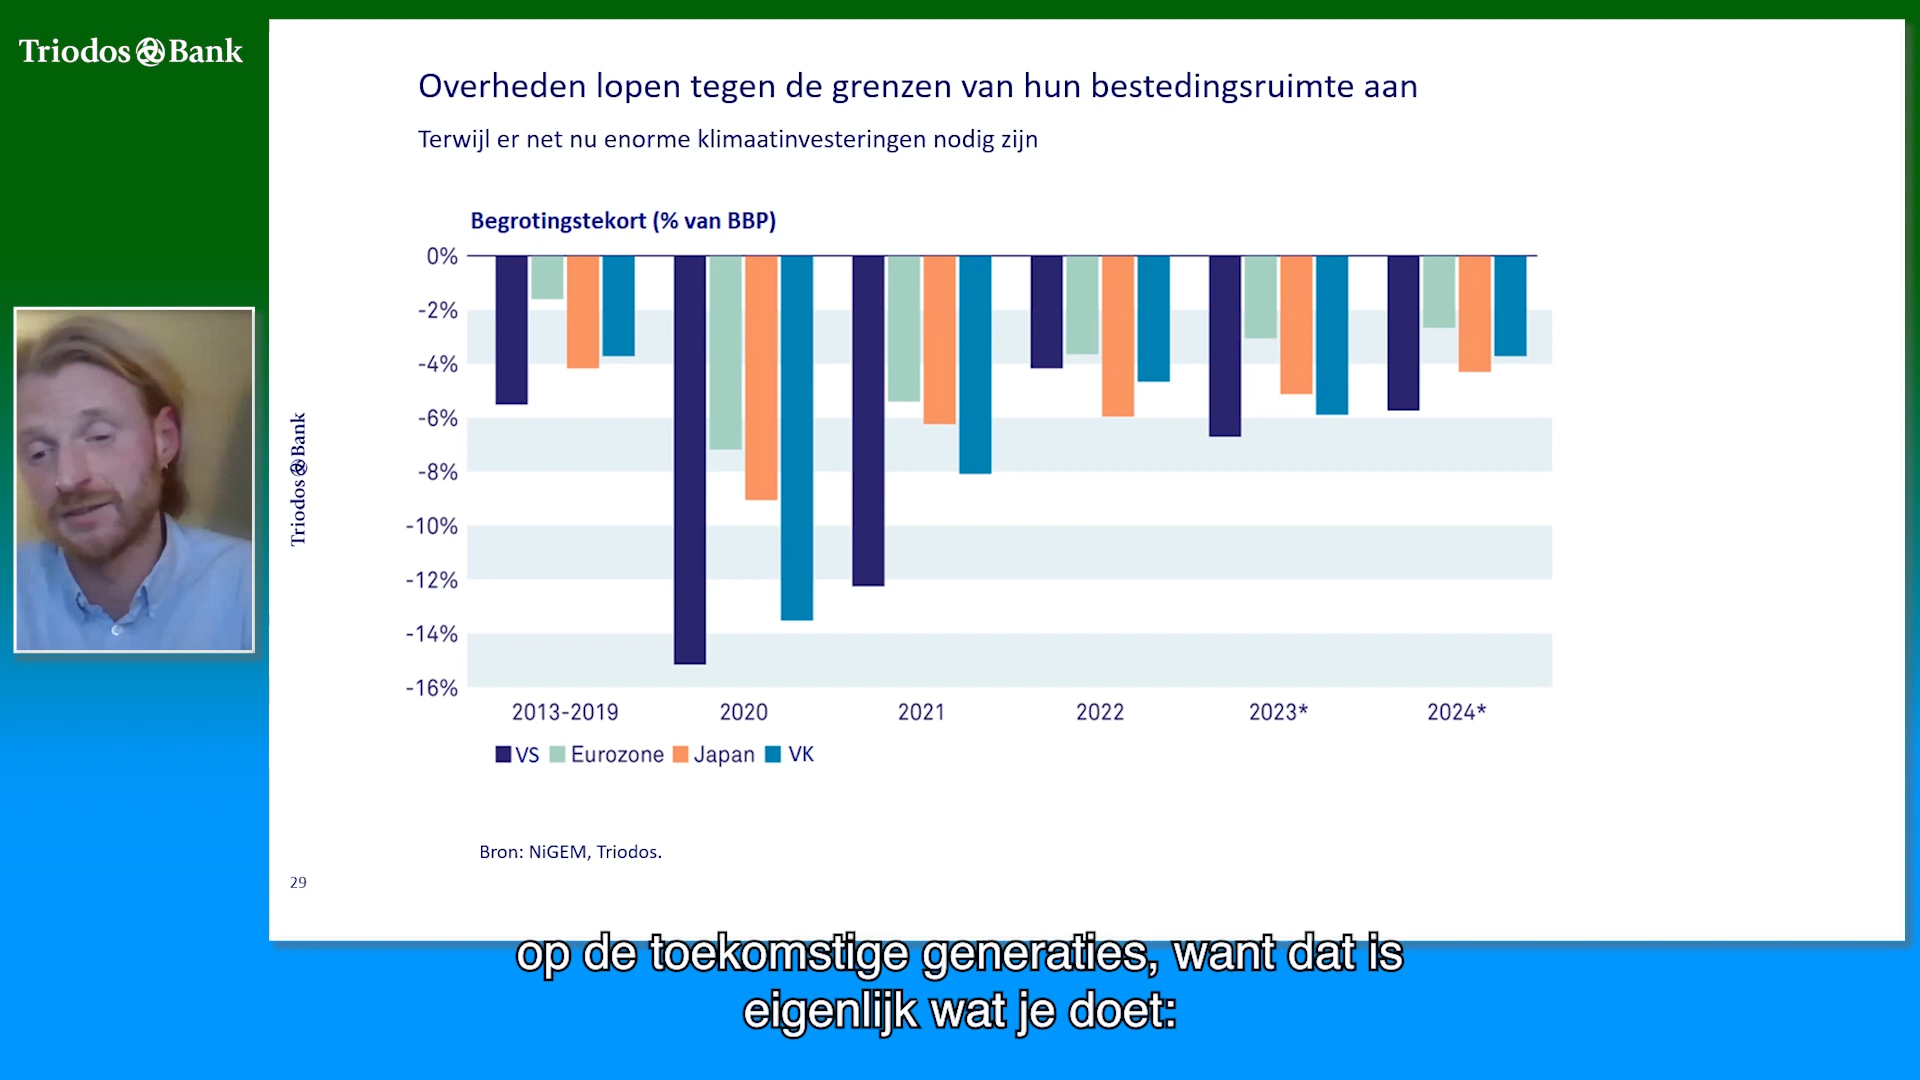 Triodos Bank
Overheden lopen tegen de grenzen van hun bestedingsruimte aan
Terwijl er net nu enorme klimaatinvesteringen nodig zijn
Begrotingstekort (% van BBP)
0%
-2%
-4%
-6%
-8%
-10%
-12%
-14%
-16%
2013-2019 2020 2021 2022 2023* 2024*
VS Eurozone Japan VK
Triodos Bank
Bron: NiGEM, Triodos.
29
op de toekomstige generaties, want dat is
eigenlijk wat je doet: